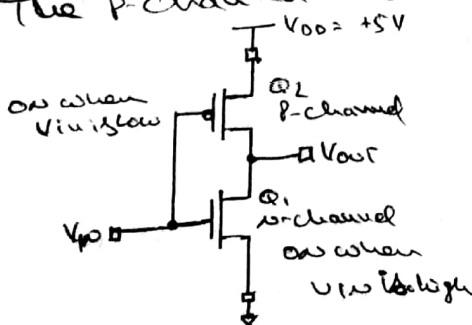 The P-chan
VDD = +5V
on when
Vin is low
Q2
P-channel
Vout
Q1
n-channel
on when
VIN is high
VIN